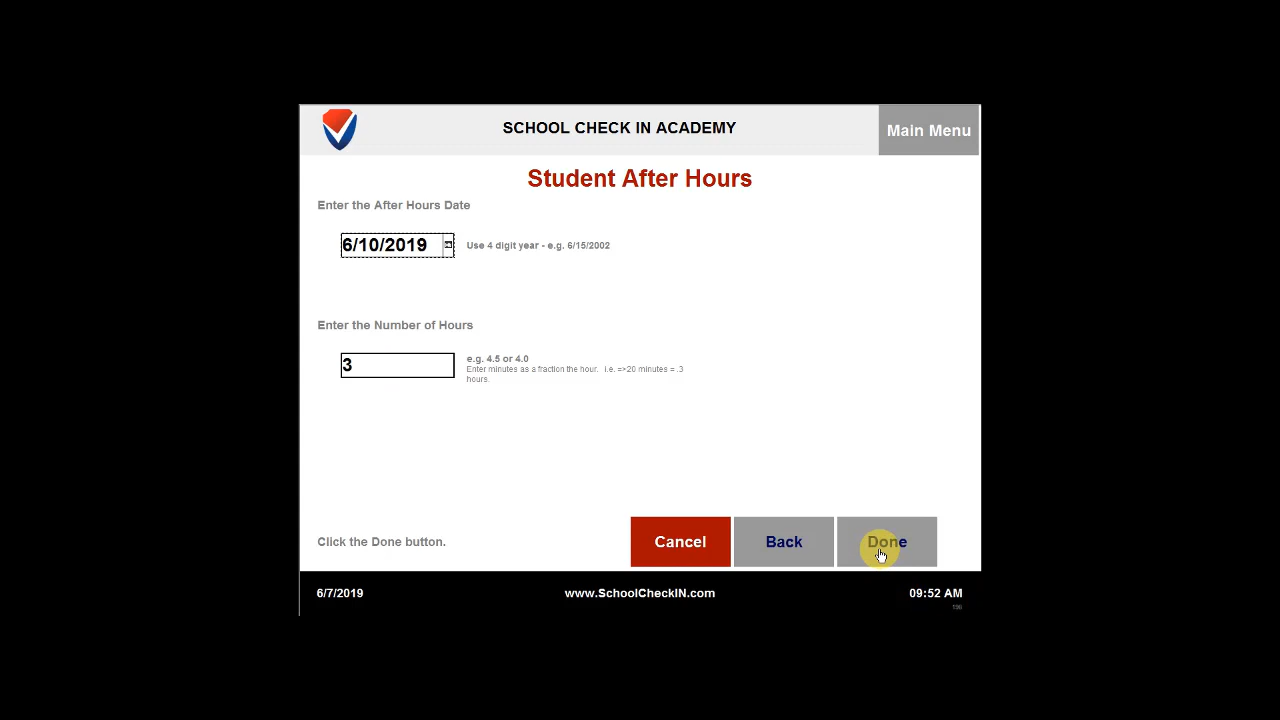 SCHOOL CHECK IN ACADEMY
Main Menu
Student After Hours
Enter the After Hours Date
6/10/2019
Use 4 digit year - e.g. 6/15/2002
Enter the Number of Hours
3
e.g. 4.5 or 4.0
Enter minutes as a fraction the hour. i.e. =>20 minutes = .3
hours.
Click the Done button.
Cancel
Back
Done
6/7/2019
www.SchoolCheckIN.com
09:52 AM